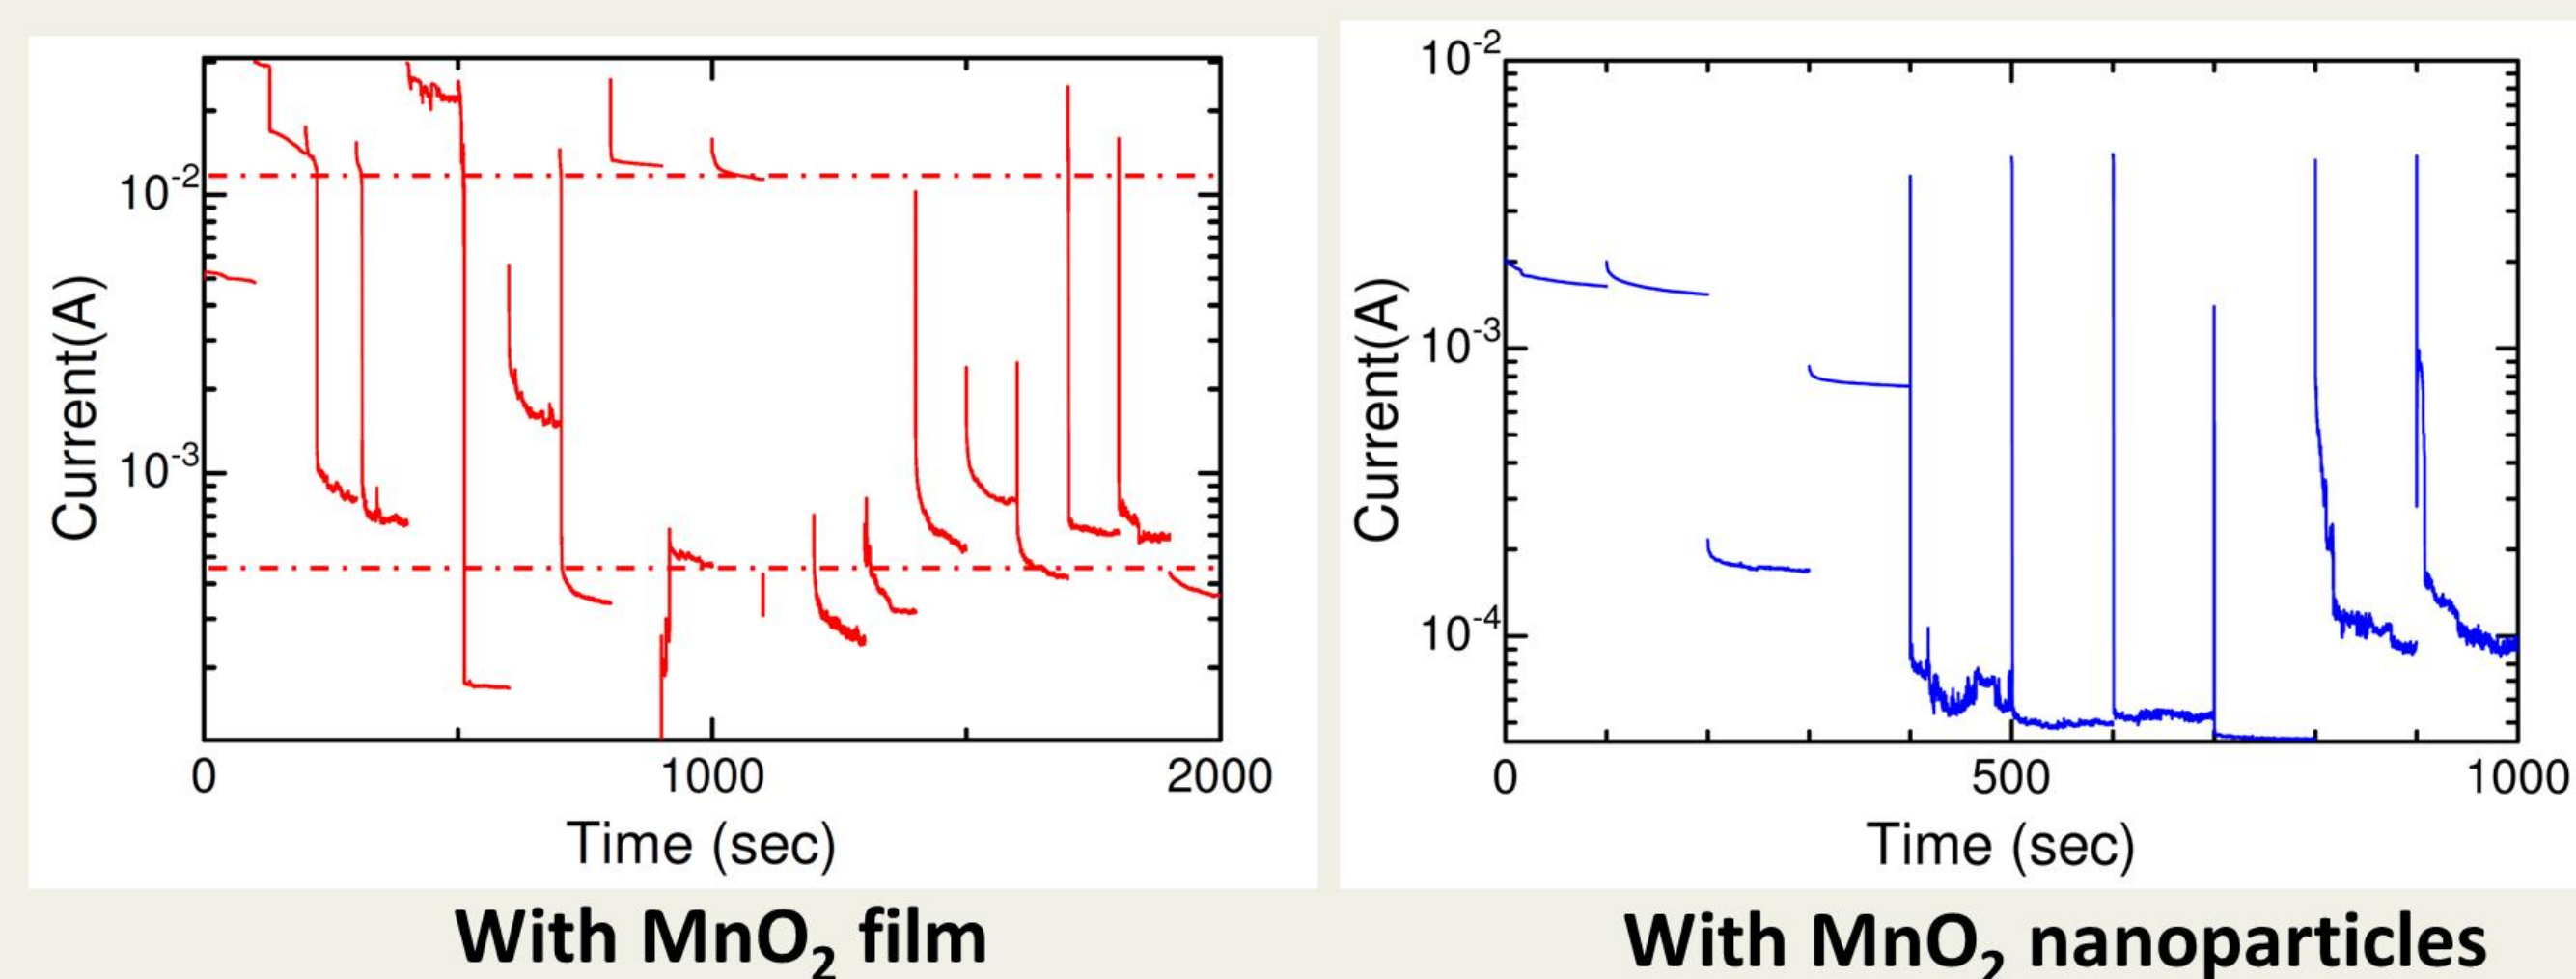 Current(A)
10⁻²
10⁻³
0 1000 2000
Time (sec)
With MnO₂ film
Current(A)
10⁻²
10⁻³
10⁻⁴
0 500 1000
Time (sec)
With MnO₂ nanoparticles